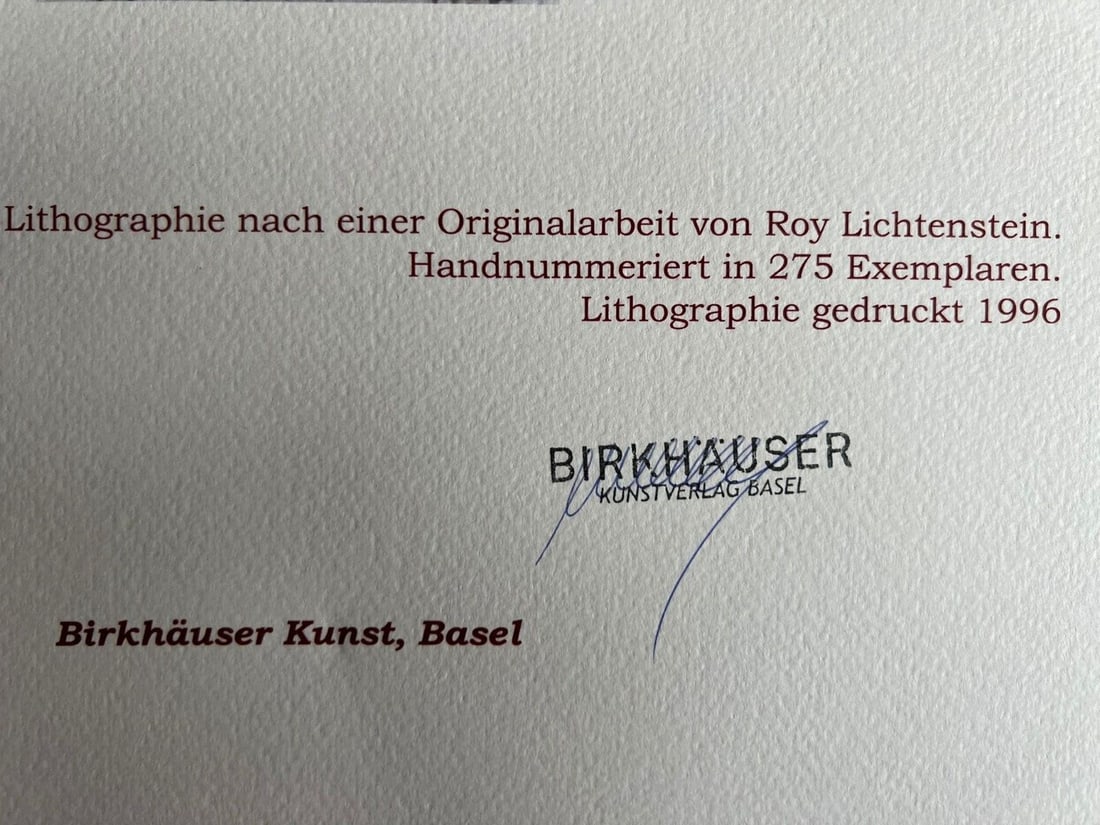 Lithographie nach einer Originalarbeit von Roy Lichtenstein.
Handnummeriert in 275 Exemplaren.
Lithographie gedruckt 1996
BIRKHÄUSER
KUNSTVERLAG BASEL
Birkhäuser Kunst, Basel